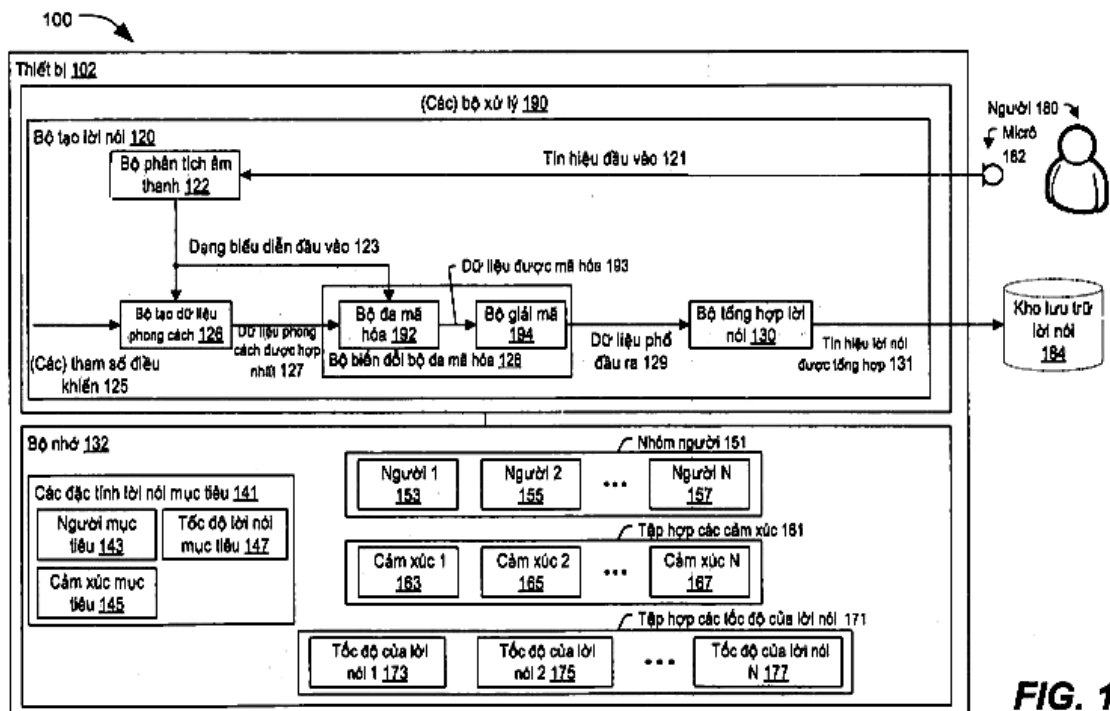 100
Thiết bị 102
(Các) bộ xử lý 190
Người 180
Micrô
182
Bộ tạo lời nói 120
Bộ phân tích âm
thanh 122
Tín hiệu đầu vào 121
Dạng biểu diễn đầu vào 123
Dữ liệu được mã hóa 193
Bộ tạo dữ liệu
phong cách 126
Dữ liệu phong
cách được hợp
nhất 127
Bộ đa mã
hóa 192
Bộ giải mã
194
Bộ biến đổi bộ đa mã hóa 128
Dữ liệu phổ
đầu ra 129
Bộ tổng hợp lời
nói 130
Tín hiệu lời nói
được tổng hợp 131
Kho lưu trữ
lời nói
184
(Các) tham số điều
khiển 125
Bộ nhớ 132
Nhóm người 151
Người 1
153
Người 2
155
•••
Người N
157
Các đặc tính lời nói mục tiêu 141
Người mục
tiêu 143
Tốc độ lời nói
mục tiêu 147
Cảm xúc mục
tiêu 145
Tập hợp các cảm xúc 161
Cảm xúc 1
163
Cảm xúc 2
165
•••
Cảm xúc N
167
Tập hợp các tốc độ của lời nói 171
Tốc độ của lời
nói 1 173
Tốc độ của lời
nói 2 175
•••
Tốc độ của lời nói
N 177
FIG. 1